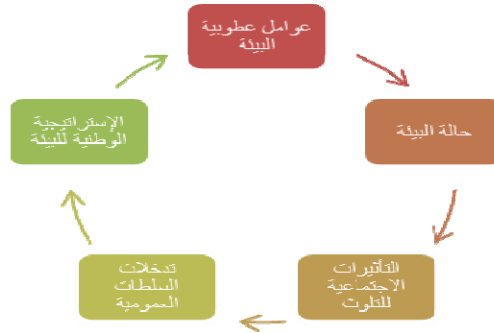 عوامل عطوبية
البيئة
حالة البيئة
التأثيرات
الاجتماعية
للتلوث
تدخلات
السلطات
العمومية
الإستراتيجية
الوطنية للبيئة